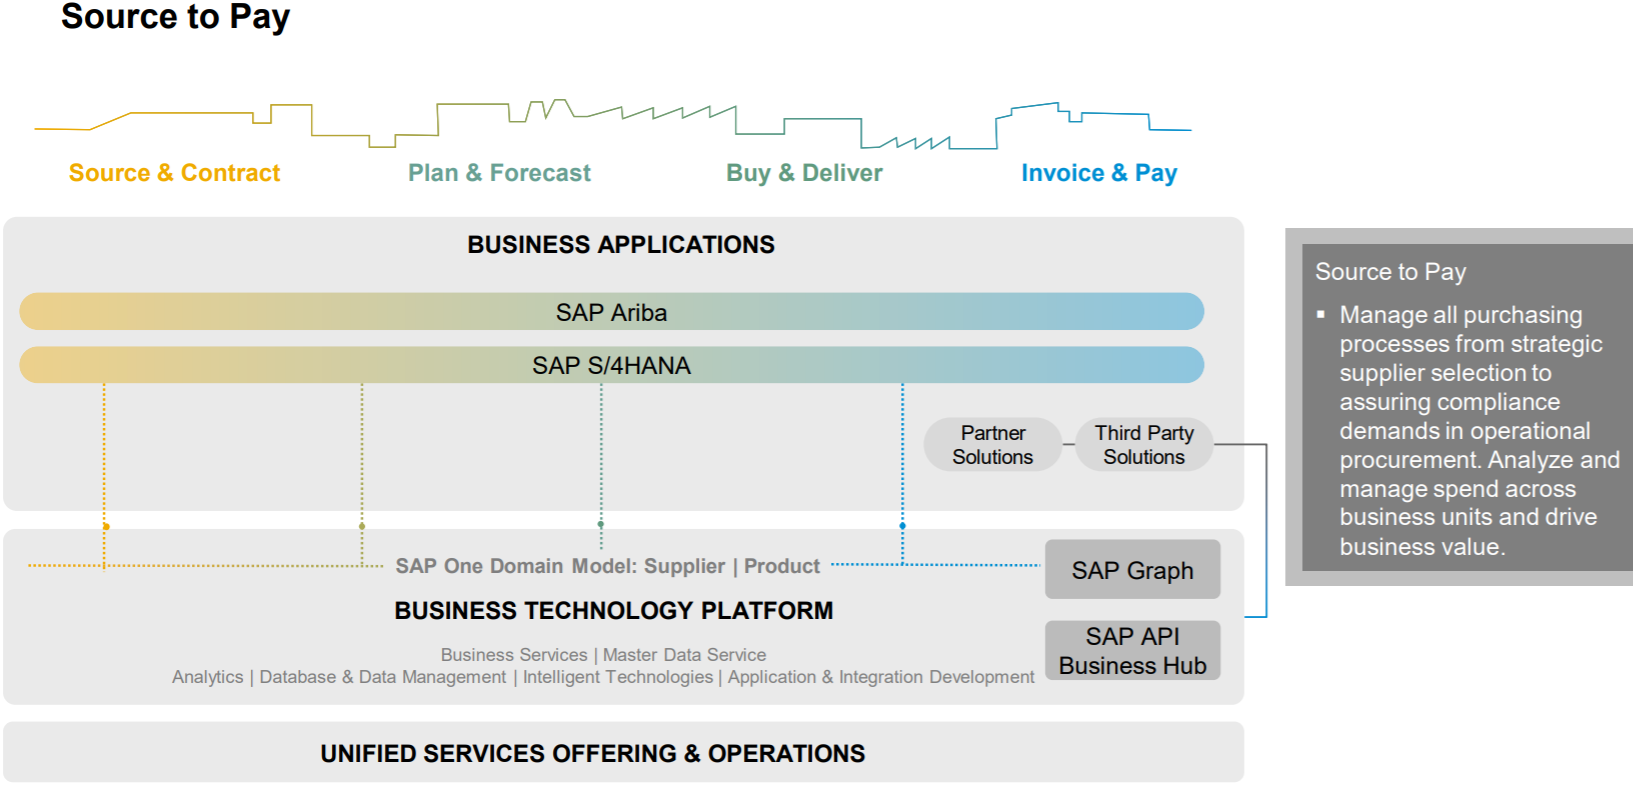 Source to Pay
Source & Contract
Plan & Forecast
Buy & Deliver
Invoice & Pay
BUSINESS APPLICATIONS
SAP Ariba
SAP S/4HANA
Partner
Solutions
Third Party
Solutions
SAP One Domain Model: Supplier | Product
SAP Graph
BUSINESS TECHNOLOGY PLATFORM
SAP API
Business Hub
Business Services | Master Data Service
Analytics | Database & Data Management | Intelligent Technologies | Application & Integration Development
UNIFIED SERVICES OFFERING & OPERATIONS
Source to Pay
▪ Manage all purchasing
processes from strategic
supplier selection to
assuring compliance
demands in operational
procurement. Analyze and
manage spend across
business units and drive
business value.